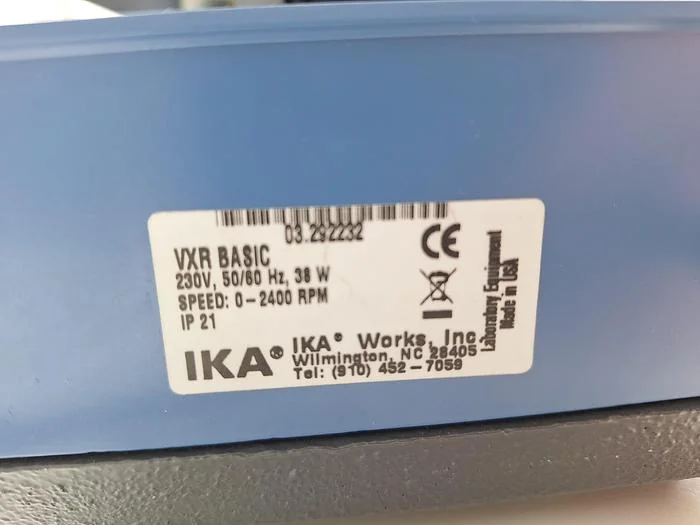 03.292232
VXR BASIC
230V, 50/60 Hz, 38 W
SPEED: 0-2400 RPM
IP 21
CE
IKA® IKA® Works, Inc.
Wilmington, NC 28405
Tel: (910) 452-7059
Laboratory Equipment
Made in USA